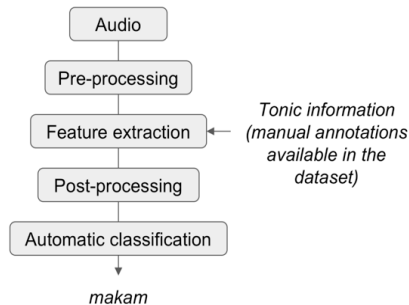 Audio
Pre-processing
Feature extraction
Tonic information
(manual annotations
available in the
dataset)
Post-processing
Automatic classification
makam